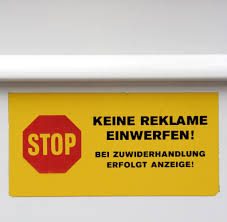 STOP
KEINE REKLAME
EINWERFEN!
BEI ZUWIDERHANDLUNG
ERFOLGT ANZEIGE!